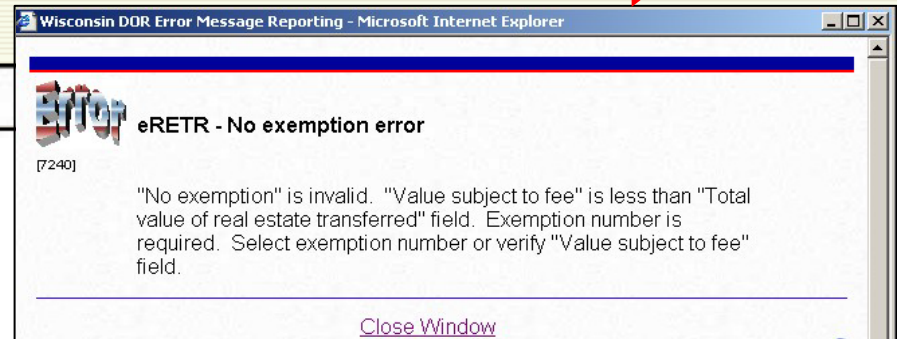 Wisconsin DOR Error Message Reporting - Microsoft Internet Explorer
Error
eRETR - No exemption error
[7240]
"No exemption" is invalid. "Value subject to fee" is less than "Total
value of real estate transferred" field. Exemption number is
required. Select exemption number or verify "Value subject to fee"
field.
Close Window